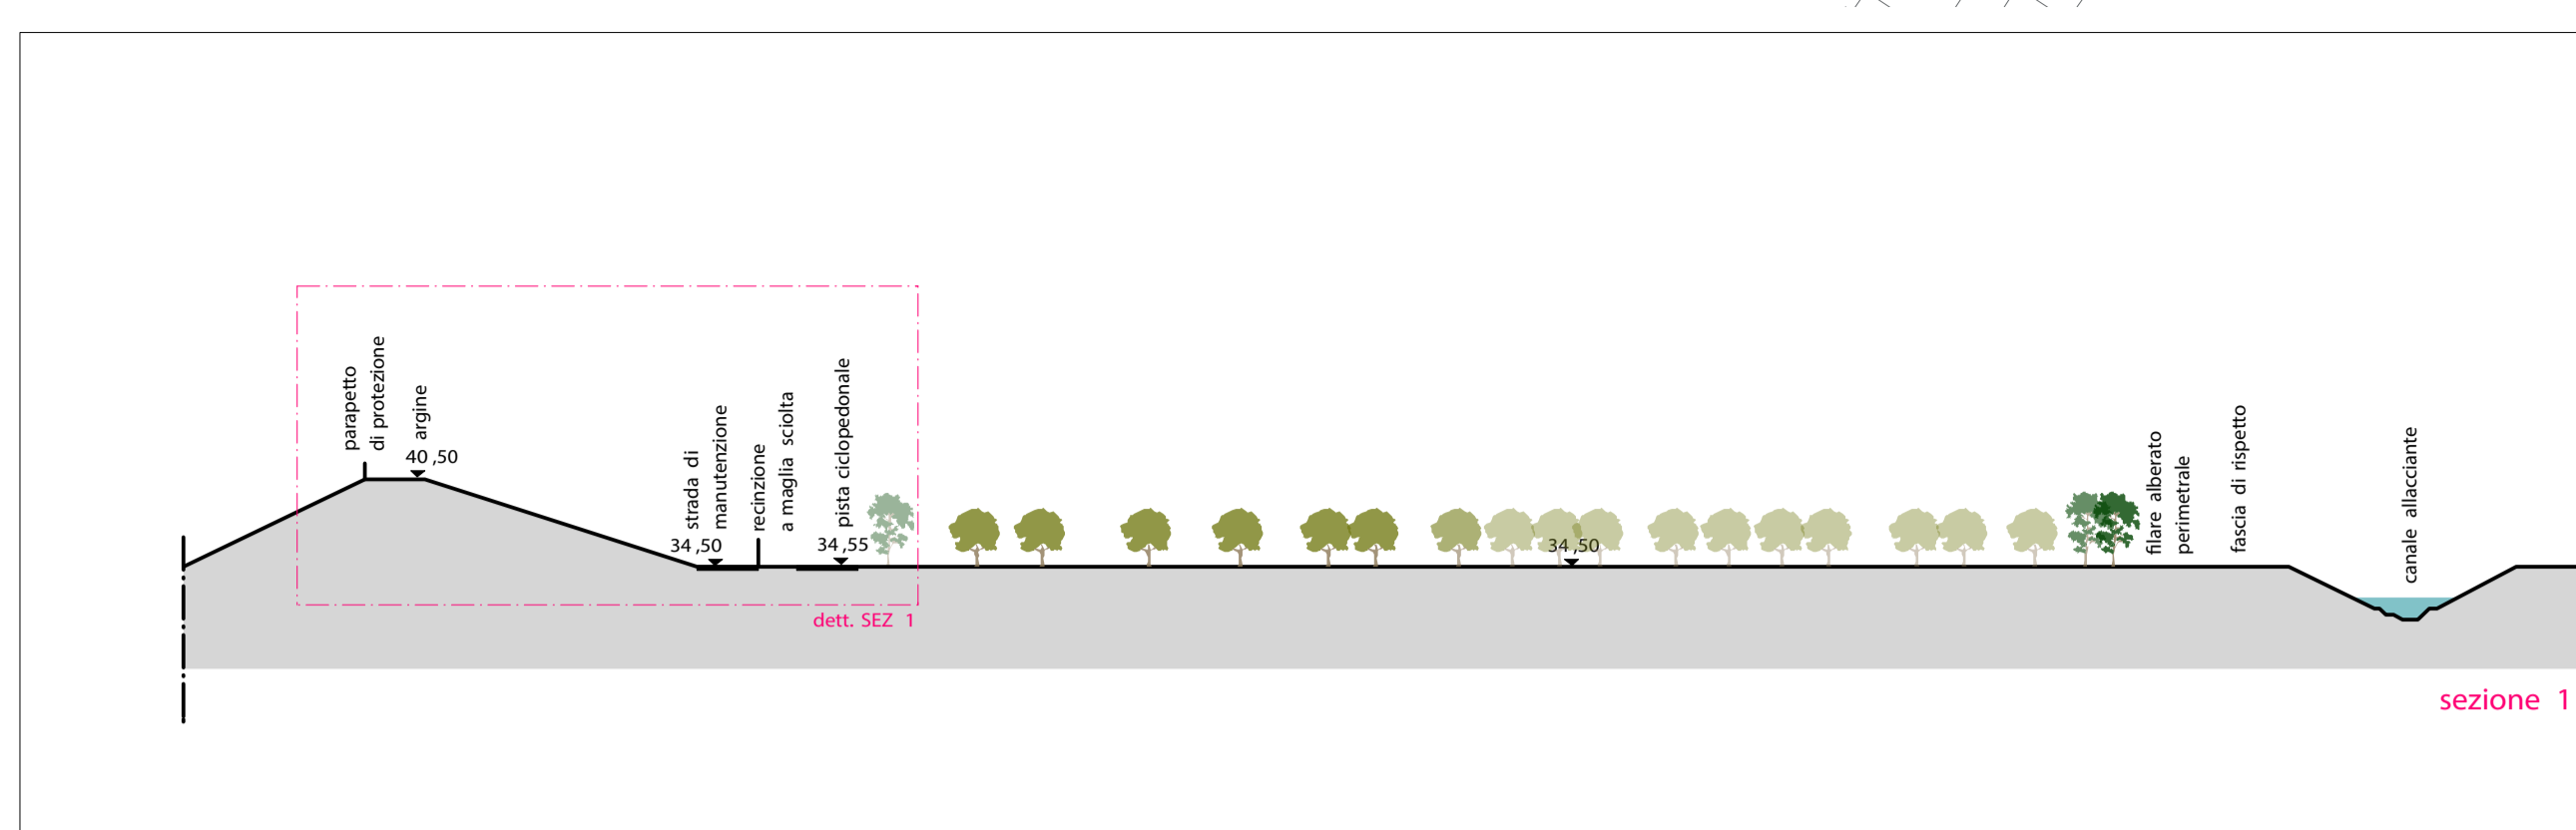 parapetto
di protezione
argine
40 ,50
strada di
manutenzione
34 ,50
recinzione
a maglia sciolta
pista ciclopedonale
34 ,55
dett. SEZ 1
34 ,50
filare alberato
perimetrale
fascia di rispetto
canale allacciante
sezione 1